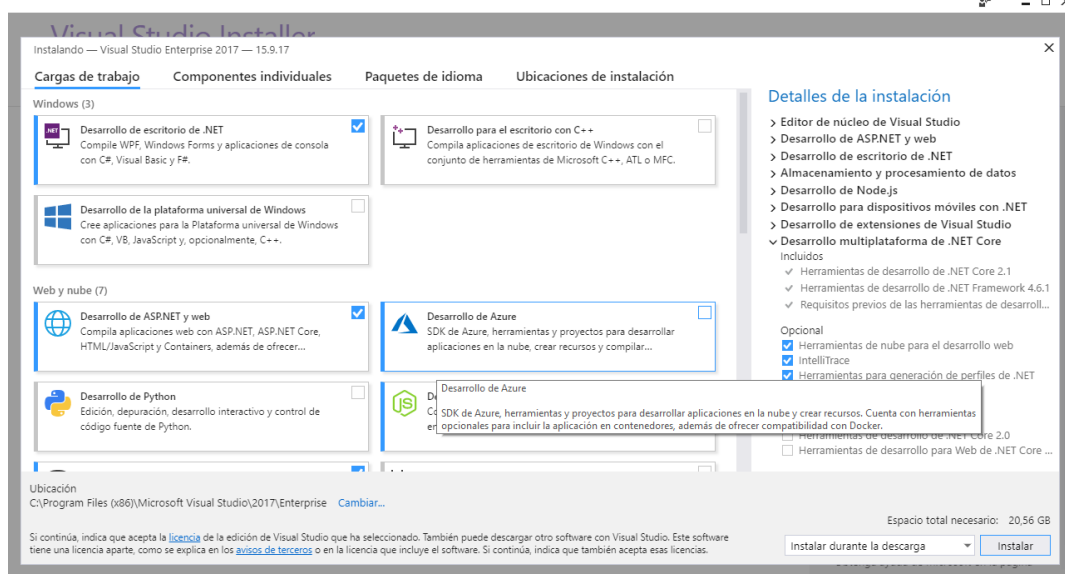 Visual Studio Installer
Instalando — Visual Studio Enterprise 2017 — 15.9.17
Cargas de trabajo
Componentes individuales
Paquetes de idioma
Ubicaciones de instalación
Windows (3)
.NET
Desarrollo de escritorio de .NET
Compile WPF, Windows Forms y aplicaciones de consola
con C#, Visual Basic y F#.
Desarrollo para el escritorio con C++
Compila aplicaciones de escritorio de Windows con el
conjunto de herramientas de Microsoft C++, ATL o MFC.
Desarrollo de la plataforma universal de Windows
Cree aplicaciones para la Plataforma universal de Windows
con C#, VB, JavaScript y, opcionalmente, C++.
Web y nube (7)
Desarrollo de ASP.NET y web
Compila aplicaciones web con ASP.NET, ASP.NET Core,
HTML/JavaScript y Containers, además de ofrecer...
Desarrollo de Azure
SDK de Azure, herramientas y proyectos para desarrollar
aplicaciones en la nube, crear recursos y compilar...
Desarrollo de Python
Edición, depuración, desarrollo interactivo y control de
código fuente de Python.
JS
Desarrollo de Azure
SDK de Azure, herramientas y proyectos para desarrollar aplicaciones en la nube y crear recursos. Cuenta con herramientas
opcionales para incluir la aplicación en contenedores, además de ofrecer compatibilidad con Docker.
Detalles de la instalación
Editor de núcleo de Visual Studio
Desarrollo de ASP.NET y web
Desarrollo de escritorio de .NET
Almacenamiento y procesamiento de datos
Desarrollo de Node.js
Desarrollo para dispositivos móviles con .NET
Desarrollo de extensiones de Visual Studio
Desarrollo multiplataforma de .NET Core
Incluidos
Herramientas de desarrollo de .NET Core 2.1
Herramientas de desarrollo de .NET Framework 4.6.1
Requisitos previos de las herramientas de desarroll...
Opcional
Herramientas de nube para el desarrollo web
IntelliTrace
Herramientas para generación de perfiles de .NET
Herramientas de desarrollo de .NET Core 2.0
Herramientas de desarrollo para Web de .NET Core ...
Ubicación
C:\Program Files (x86)\Microsoft Visual Studio\2017\Enterprise Cambiar...
Si continúa, indica que acepta la licencia de la edición de Visual Studio que ha seleccionado. También puede descargar otro software con Visual Studio. Este software
tiene una licencia aparte, como se explica en los avisos de terceros o en la licencia que incluye el software. Si continúa, indica que también acepta esas licencias.
Espacio total necesario: 20,56 GB
Instalar durante la descarga
Instalar